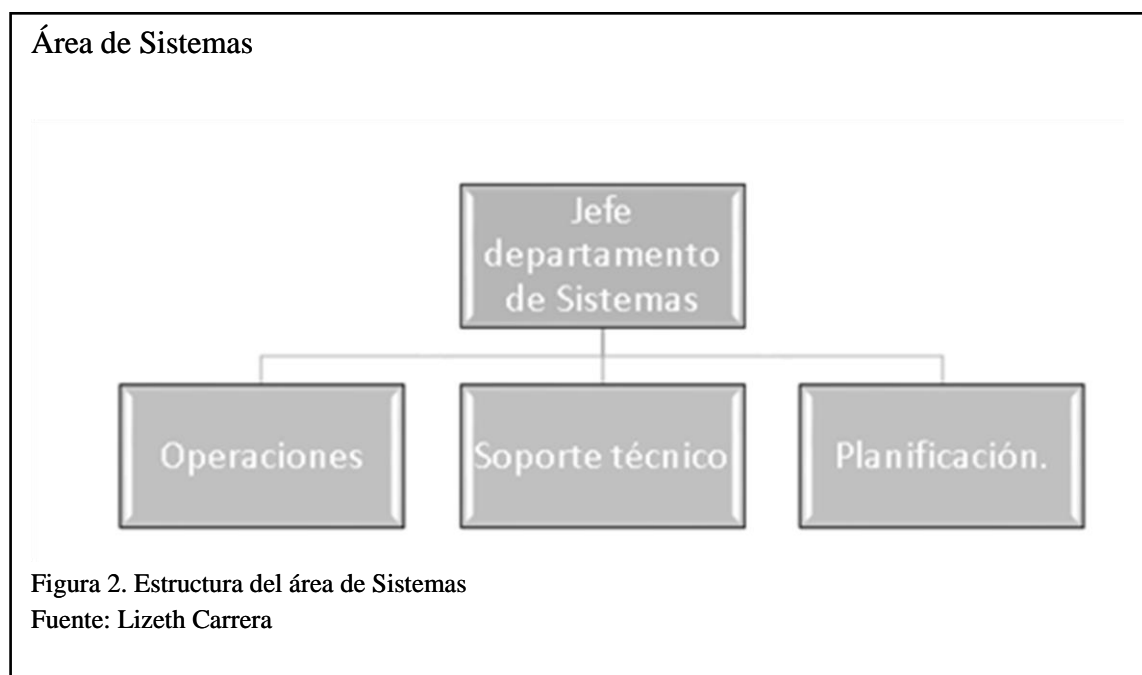 Área de Sistemas
Jefe
departamento
de Sistemas
Operaciones
Soporte técnico
Planificación.
Figura 2. Estructura del área de Sistemas
Fuente: Lizeth Carrera